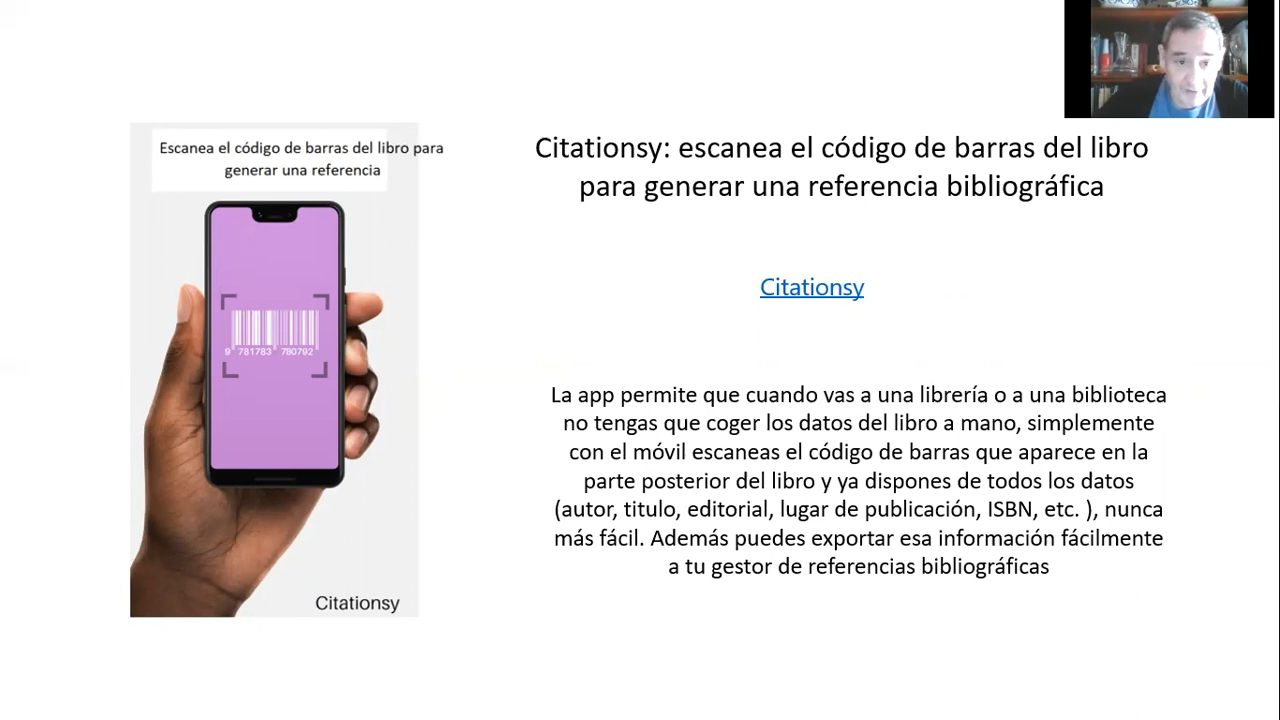 Escanea el código de barras del libro para
generar una referencia
9 781783 780792
Citationsy
Citationsy: escanea el código de barras del libro
para generar una referencia bibliográfica
Citationsy
La app permite que cuando vas a una librería o a una biblioteca
no tengas que coger los datos del libro a mano, simplemente
con el móvil escaneas el código de barras que aparece en la
parte posterior del libro y ya dispones de todos los datos
(autor, titulo, editorial, lugar de publicación, ISBN, etc. ), nunca
más fácil. Además puedes exportar esa información fácilmente
a tu gestor de referencias bibliográficas